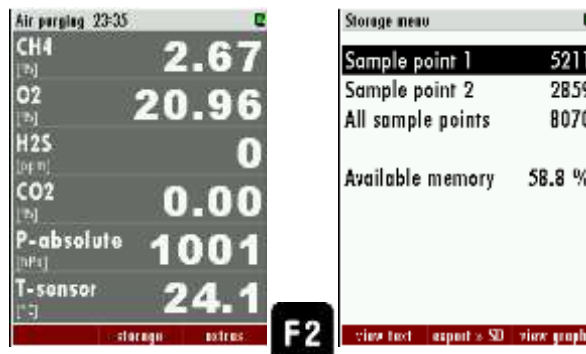 Air purging 23:35
CH4 2.67
[%]
O2 20.96
[%]
H2S 0
[ppm]
CO2 0.00
[%]
P-absolute 1001
[hPa]
T-sensor 24.1
[°C]
storage extras
F2
Storage menu
Sample point 1 5211
Sample point 2 2859
All sample points 8070
Available memory 58.8 %
view text export > SD view graph